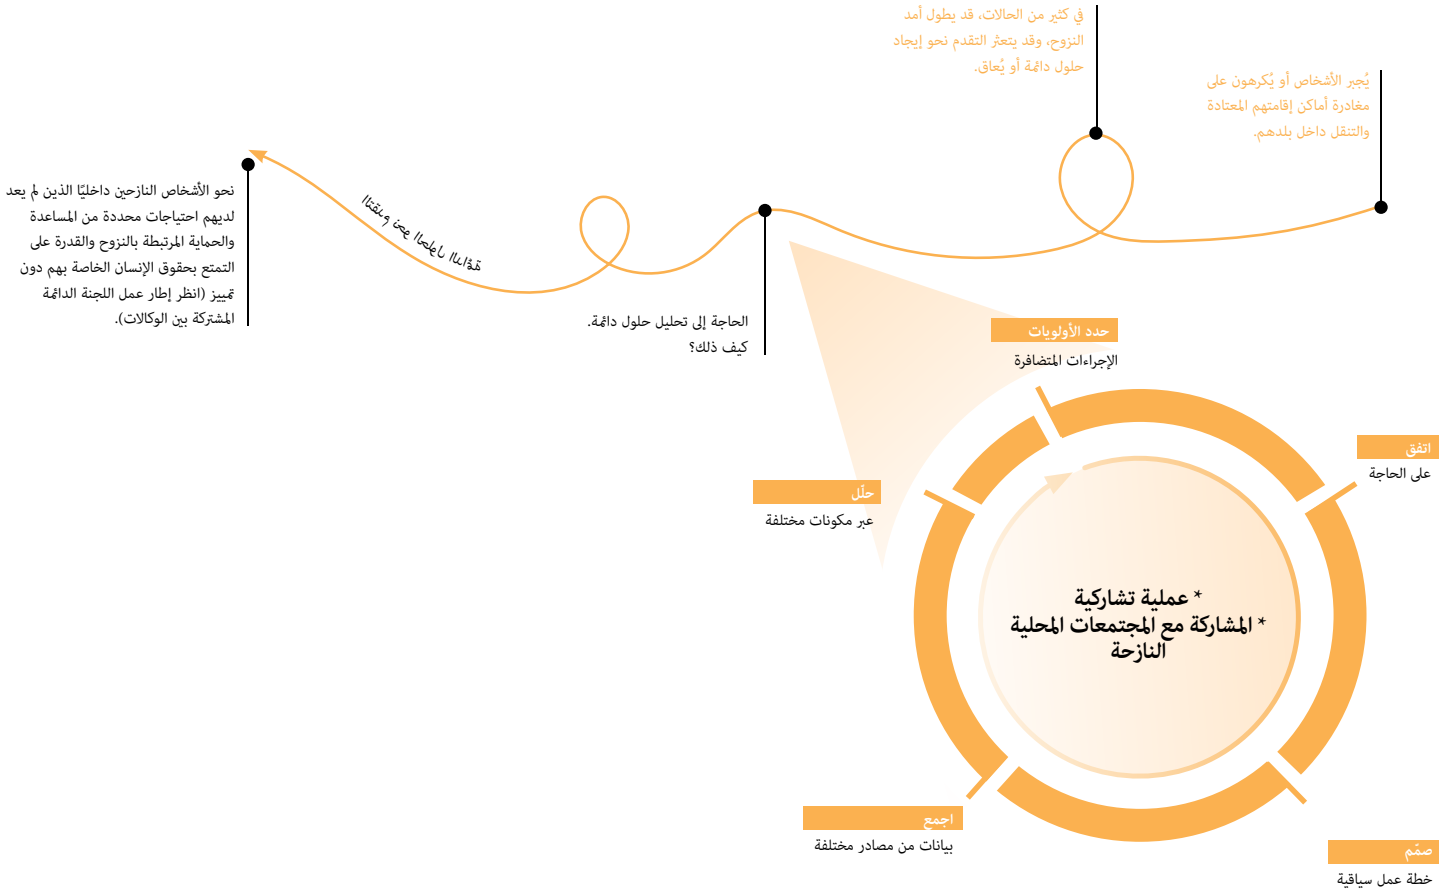 في كثير من الحالات، قد يطول أمد
النزوح، وقد يتعثر التقدم نحو إيجاد
حلول دائمة أو يُعاق.
يُجبر الأشخاص أو يُكرهون على
مغادرة أماكن إقامتهم المعتادة
والتنقل داخل بلدهم.
نحو الأشخاص النازحين داخليًا الذين لم يعد
لديهم احتياجات محددة من المساعدة
والحماية المرتبطة بالنزوح والقدرة على
التمتع بحقوق الإنسان الخاصة بهم دون
تمييز (انظر إطار عمل اللجنة الدائمة
المشتركة بين الوكالات).
الحاجة إلى تحليل حلول دائمة.
كيف ذلك؟
حدد الأولويات
الإجراءات المتضافرة
اتفق
على الحاجة
حلّل
عبر مكونات مختلفة
* عملية تشاركية
* المشاركة مع المجتمعات المحلية
النازحة
اجمع
بيانات من مصادر مختلفة
صمّم
خطة عمل سياقية